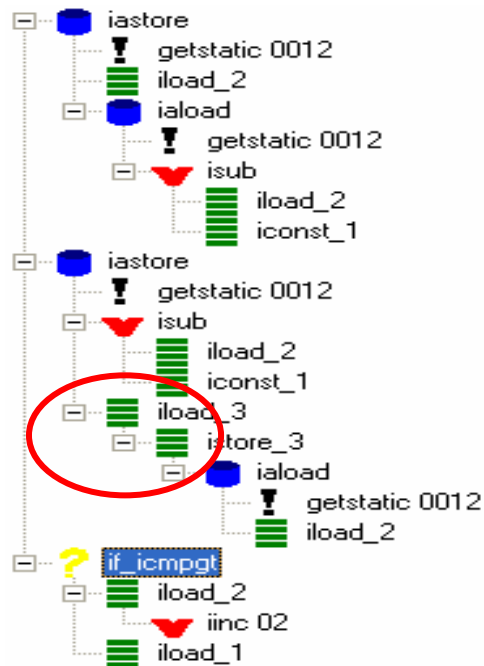 iastore
getstatic 0012
iload_2
iaload
getstatic 0012
isub
iload_2
iconst_1
iastore
getstatic 0012
isub
iload_2
iconst_1
iload_3
istore_3
iaload
getstatic 0012
iload_2
if_icmpgt
iload_2
iinc 02
iload_1